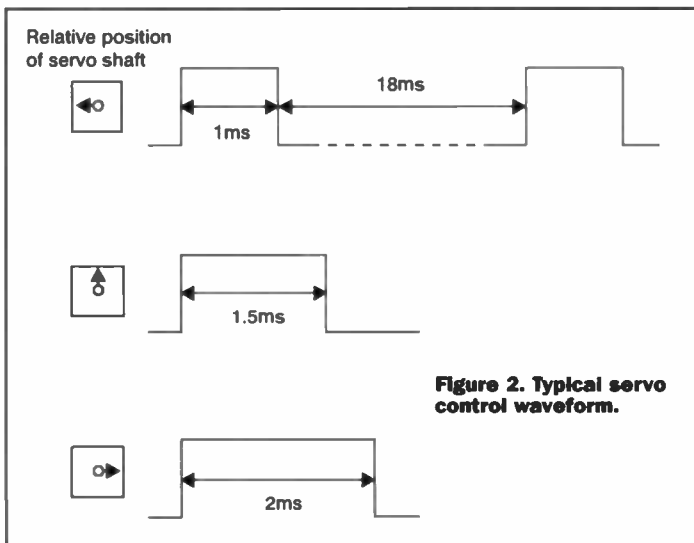 Relative position
of servo shaft
18ms
1ms
1.5ms
Figure 2. Typical servo
control waveform.
2ms